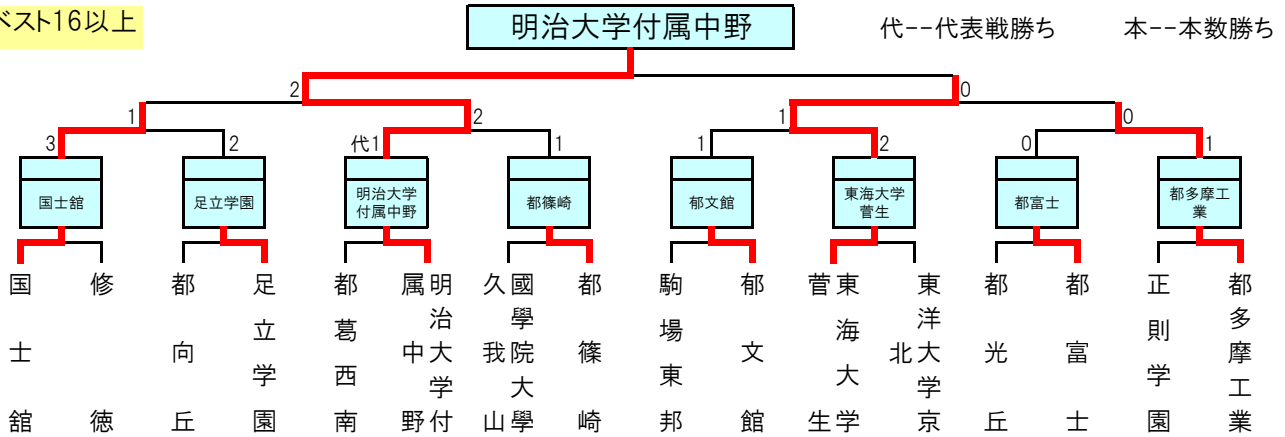 ベスト16以上
明治大学付属中野
代--代表戦勝ち
本--本数勝ち
2
0
1
2
1
0
3
2
代1
1
1
2
0
1
国士舘
足立学園
明治大学
付属中野
都篠崎
郁文館
東海大学
菅生
都富士
都多摩工
業
国士舘
修徳
都向丘
足立学園
都葛西南
明治大学付
属中野
國學院大學
久我山
都篠崎
駒場東邦
郁文館
東海大学
菅生
東洋大学京
北
都光丘
都富士
正則学園
都多摩工業